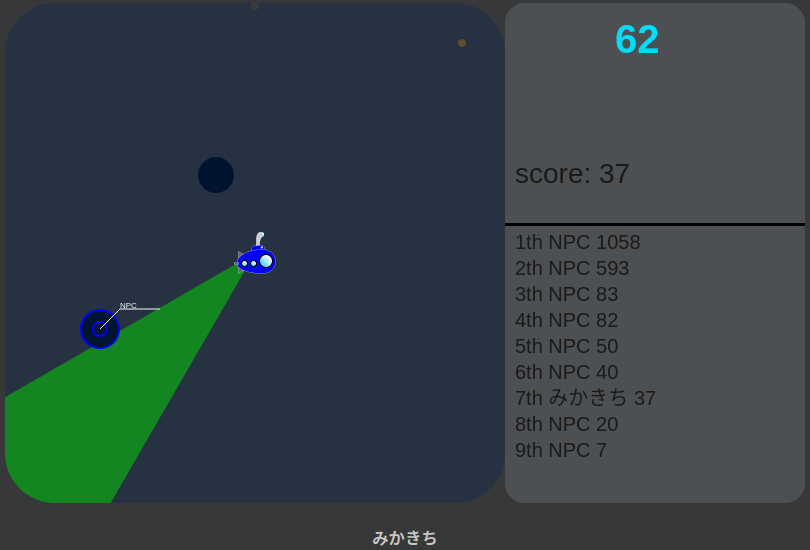 62
score: 37
1th NPC 1058
2th NPC 593
3th NPC 83
4th NPC 82
5th NPC 50
6th NPC 40
7th みかきち 37
8th NPC 20
9th NPC 7
NPC
みかきち